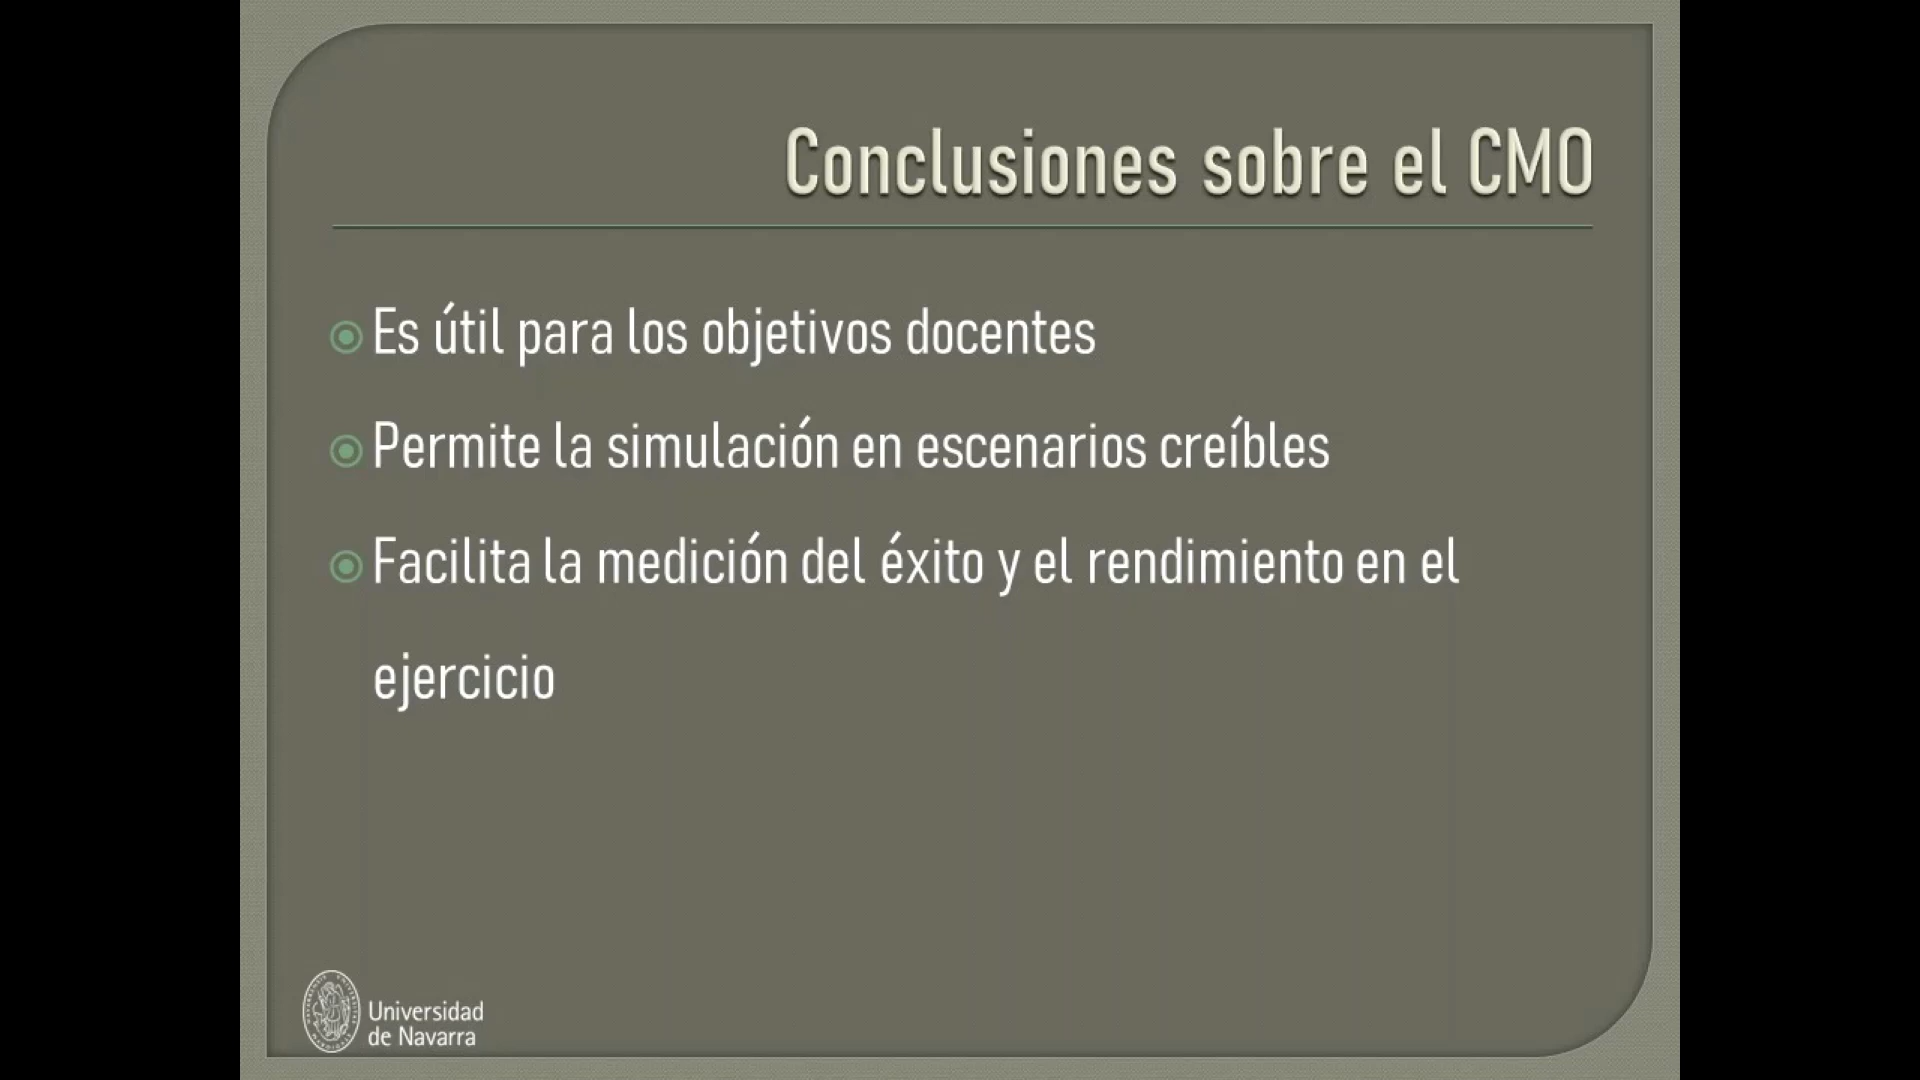 Conclusiones sobre el CMO
Es útil para los objetivos docentes
Permite la simulación en escenarios creíbles
Facilita la medición del éxito y el rendimiento en el
ejercicio
Universidad
de Navarra